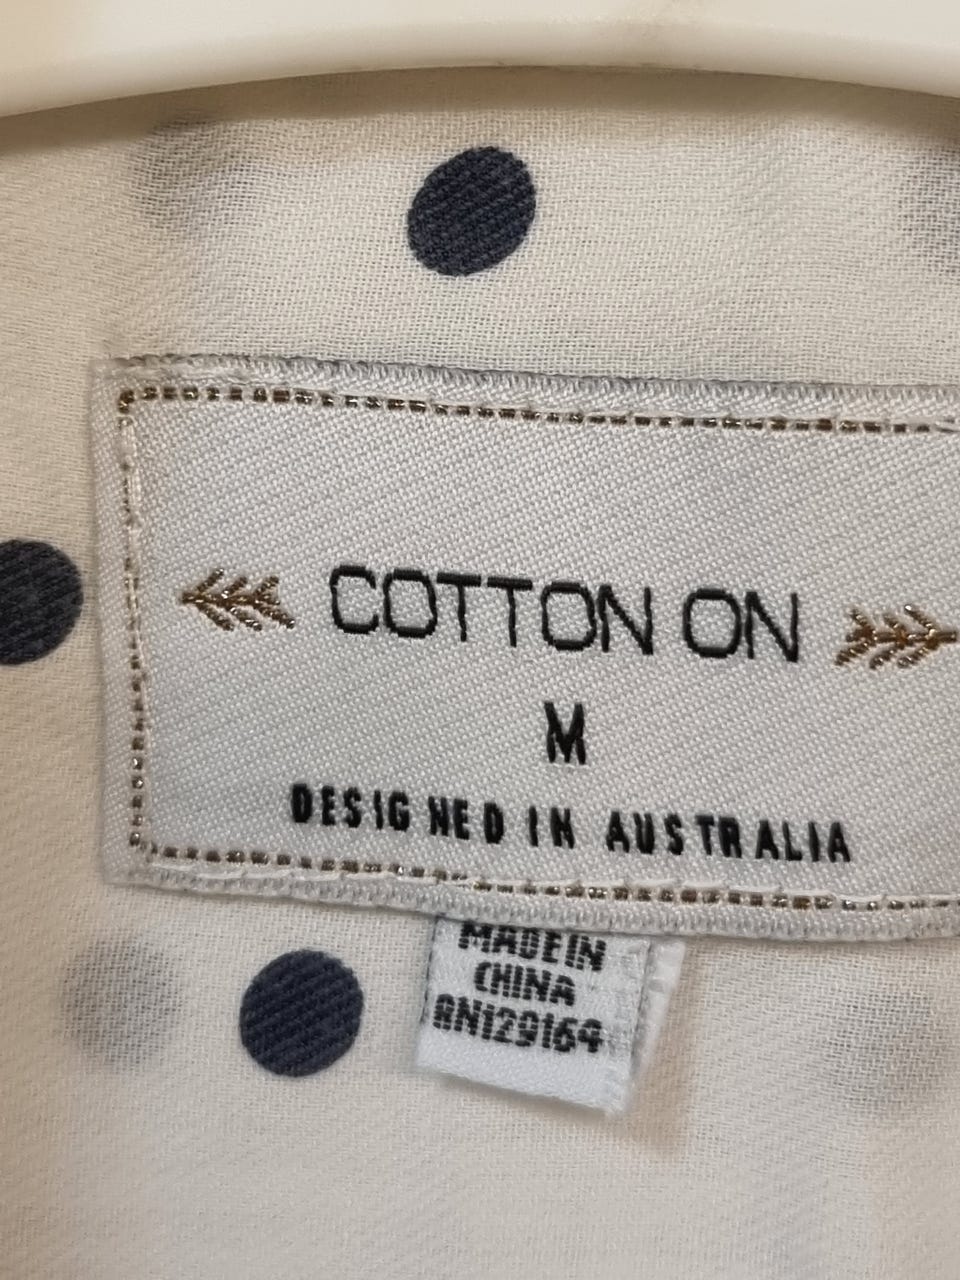 COTTON ON
M
DESIGNED IN AUSTRALIA
MADE IN
CHINA
RN129164